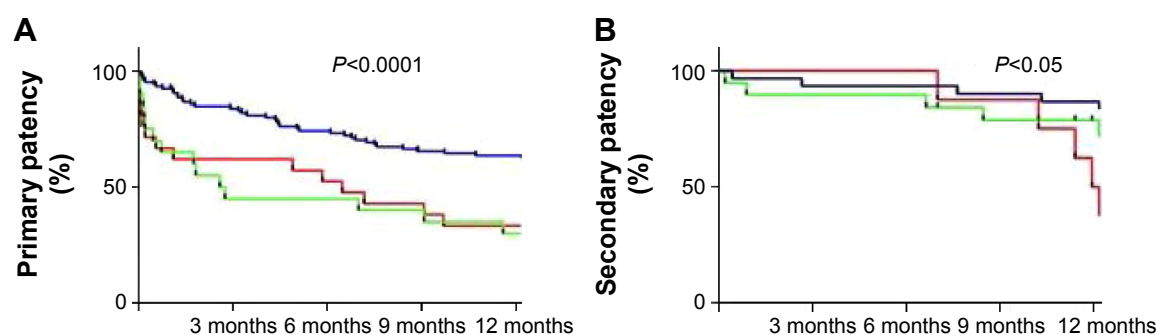 A
Primary patency
(%)
100
50
0
P<0.0001
3 months 6 months 9 months 12 months
B
Secondary patency
(%)
100
50
0
P<0.05
3 months 6 months 9 months 12 months